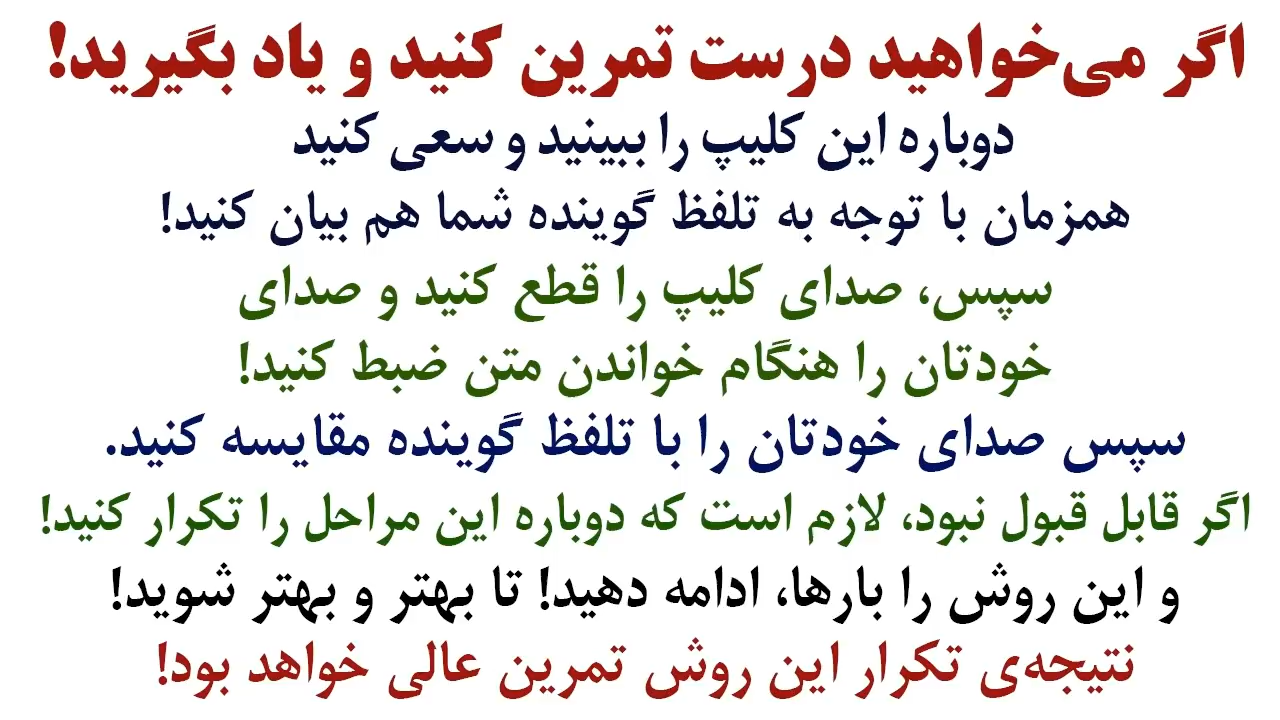 اگر می‌خواهید درست تمرین کنید و یاد بگیرید!
دوباره این کلیپ را ببینید و سعی کنید
همزمان با توجه به تلفظ گوینده شما هم بیان کنید!
سپس، صدای کلیپ را قطع کنید و صدای
خودتان را هنگام خواندن متن ضبط کنید!
سپس صدای خودتان را با تلفظ گوینده مقایسه کنید.
اگر قابل قبول نبود، لازم است که دوباره این مراحل را تکرار کنید!
و این روش را بارها، ادامه دهید! تا بهتر و بهتر شوید!
نتیجه‌ی تکرار این روش تمرین عالی خواهد بود!